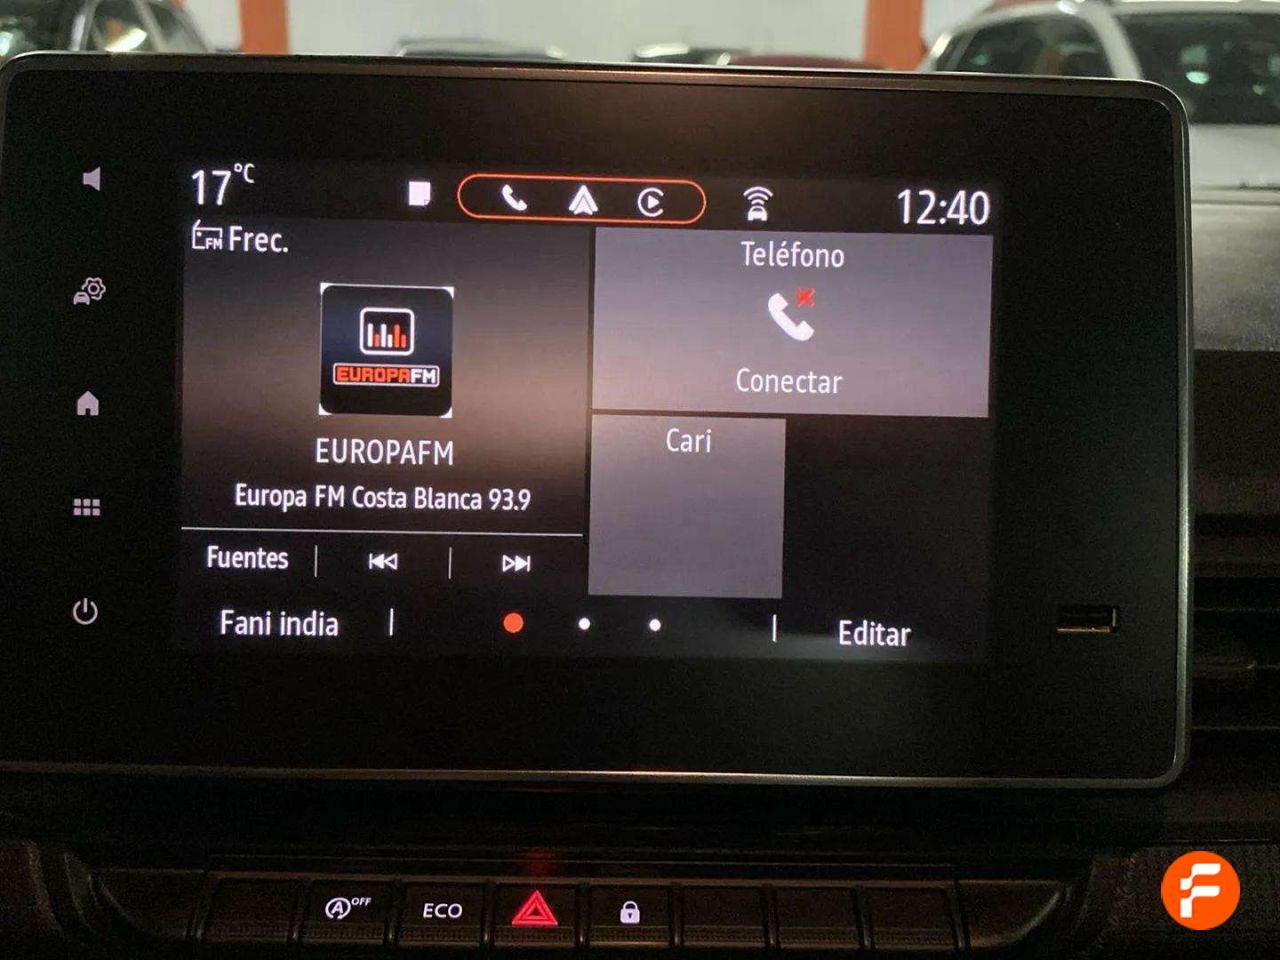 17°C
12:40
FM Frec.
Teléfono
EUROPAFM
Conectar
EUROPAFM
Cari
Europa FM Costa Blanca 93.9
Fuentes
Fani india
Editar
A OFF
ECO
F